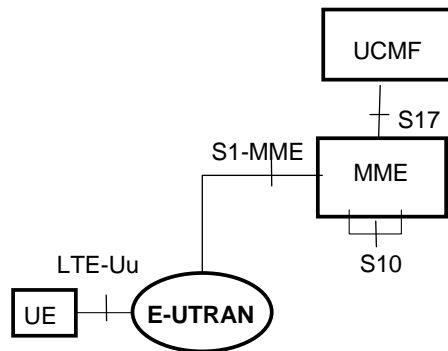 UCMF
S17
S1-MME
MME
S10
LTE-Uu
UE
E-UTRAN